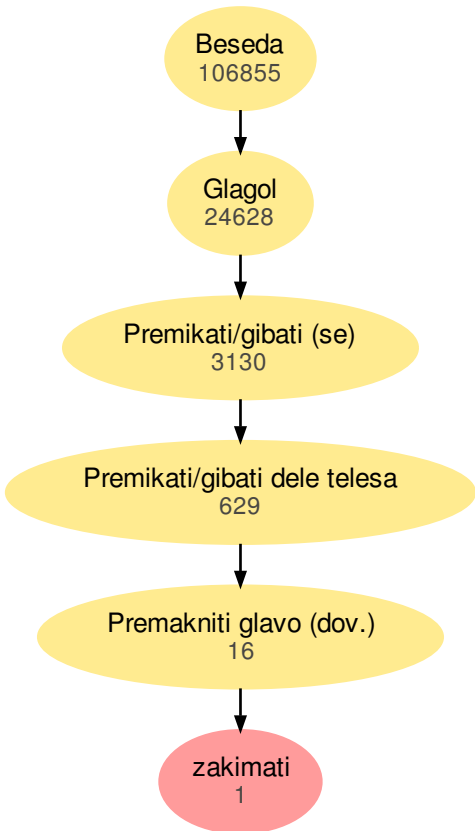 Beseda
106855
Glagol
24628
Premikati/gibati (se)
3130
Premikati/gibati dele telesa
629
Premakniti glavo (dov.)
16
zakimati
1